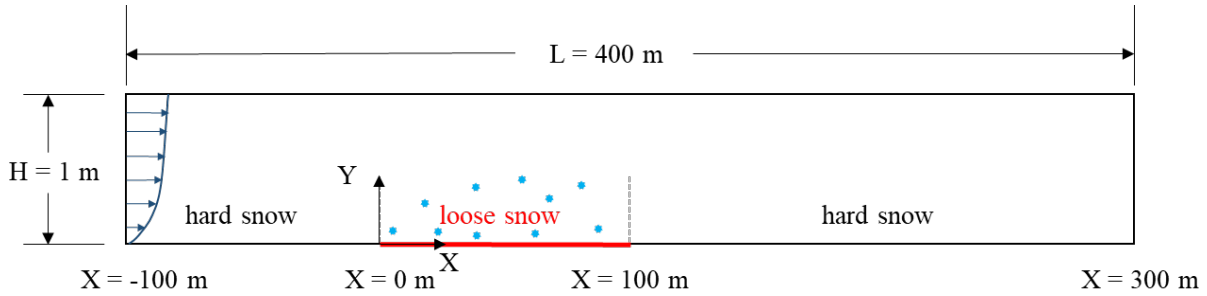 L = 400 m
H = 1 m
Y
hard snow
loose snow
hard snow
X
X = -100 m
X = 0 m
X = 100 m
X = 300 m